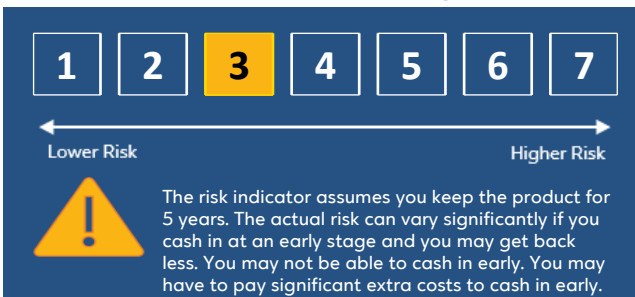 1 2 3 4 5 6 7
Lower Risk Higher Risk
The risk indicator assumes you keep the product for
5 years. The actual risk can vary significantly if you
cash in at an early stage and you may get back
less. You may not be able to cash in early. You may
have to pay significant extra costs to cash in early.